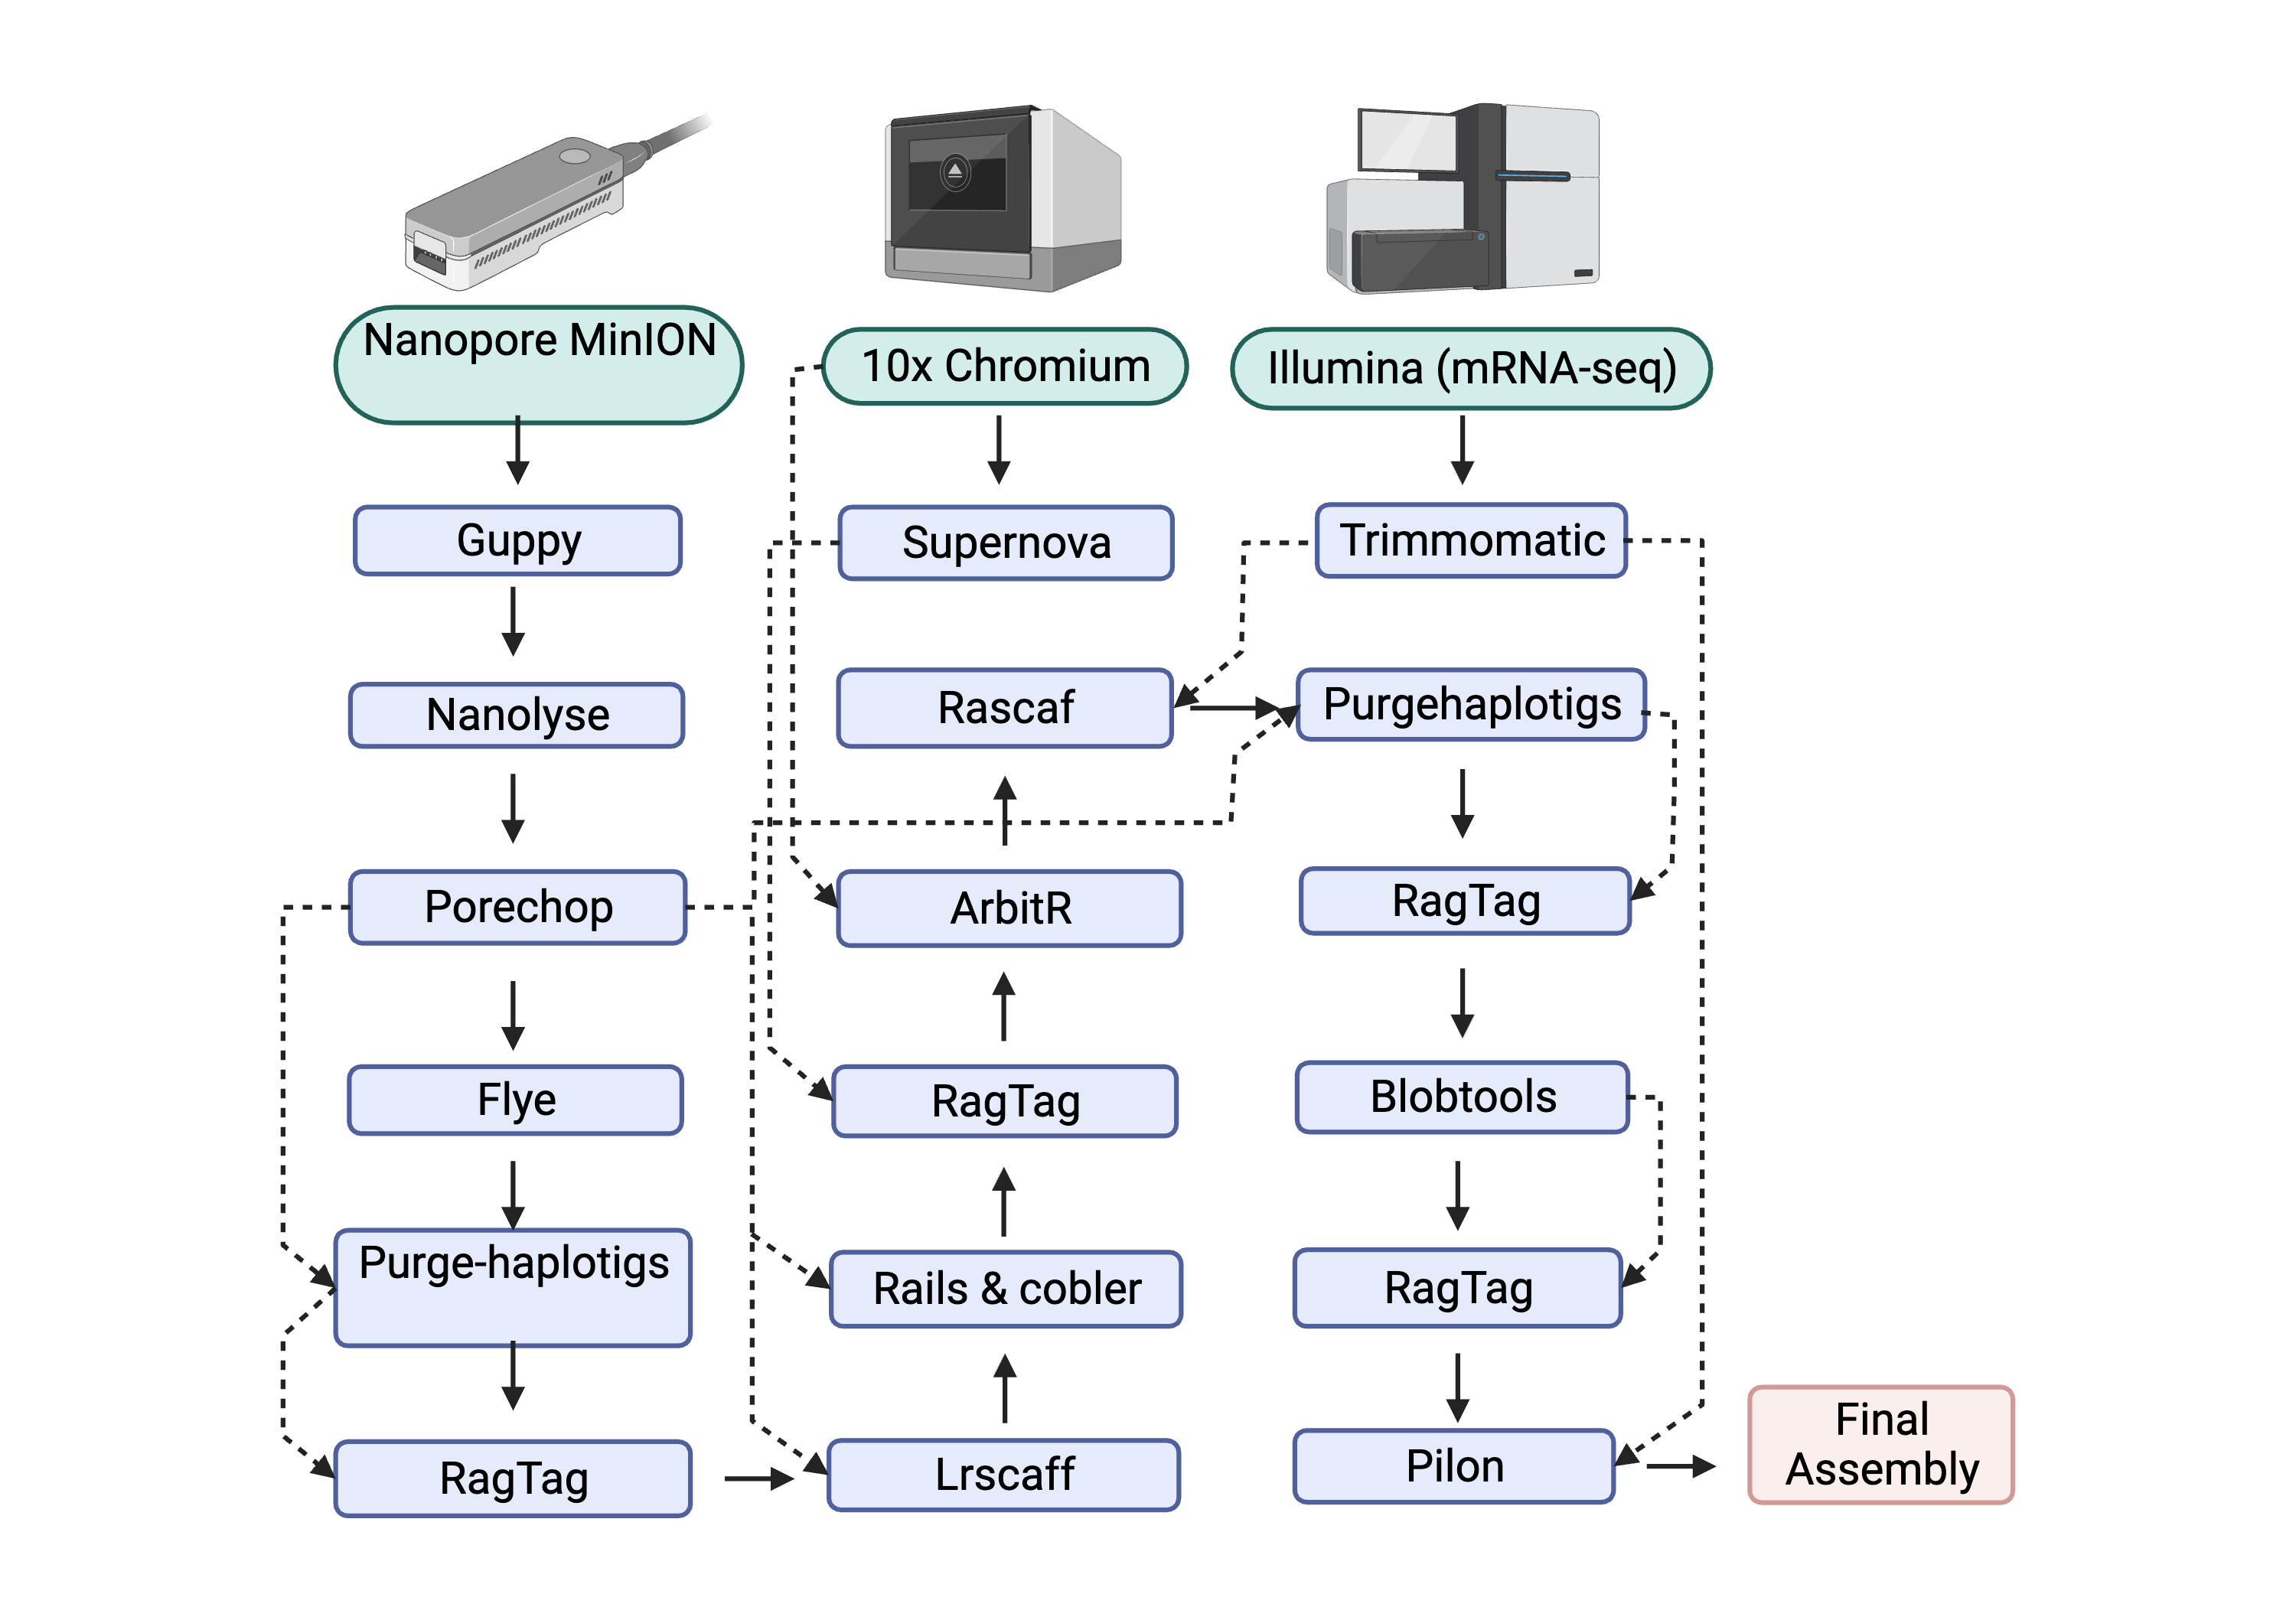 Nanopore MinION
10x Chromium
Illumina (mRNA-seq)
Guppy
Supernova
Trimmomatic
Nanolyse
Rascaf
Purgehaplotigs
Porechop
ArbitR
RagTag
Flye
RagTag
Blobtools
Purge-haplotigs
Rails & cobler
RagTag
RagTag
Lrscaff
Pilon
Final
Assembly